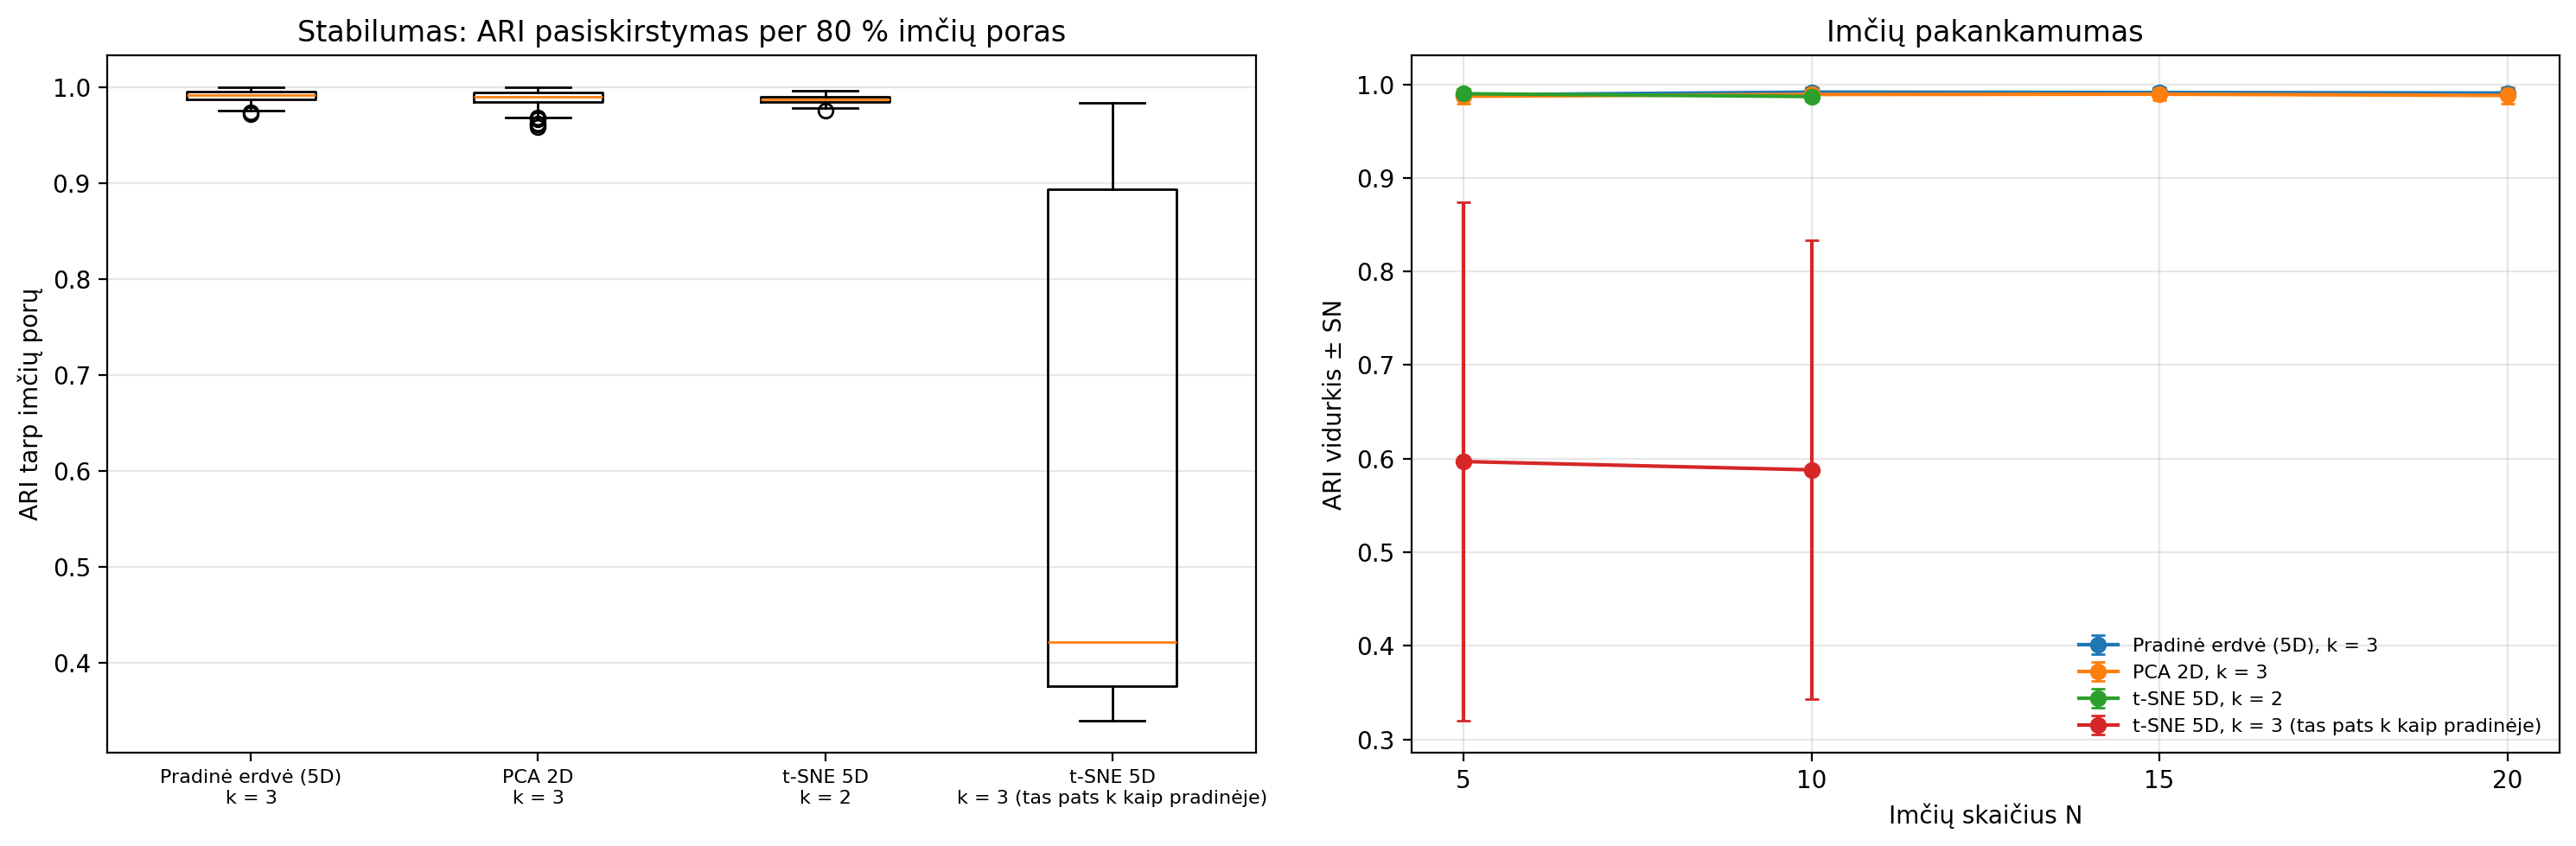 Stabilumas: ARI pasiskirstymas per 80 % imčių poras
ARI tarp imčių porų
1.0
0.9
0.8
0.7
0.6
0.5
0.4
Pradinė erdvė (5D)
k = 3
PCA 2D
k = 3
t-SNE 5D
k = 2
t-SNE 5D
k = 3 (tas pats k kaip pradinėje)
Imčių pakankamumas
ARI vidurkis ± SN
1.0
0.9
0.8
0.7
0.6
0.5
0.4
0.3
5
10
15
20
Imčių skaičius N
Pradinė erdvė (5D), k = 3
PCA 2D, k = 3
t-SNE 5D, k = 2
t-SNE 5D, k = 3 (tas pats k kaip pradinėje)